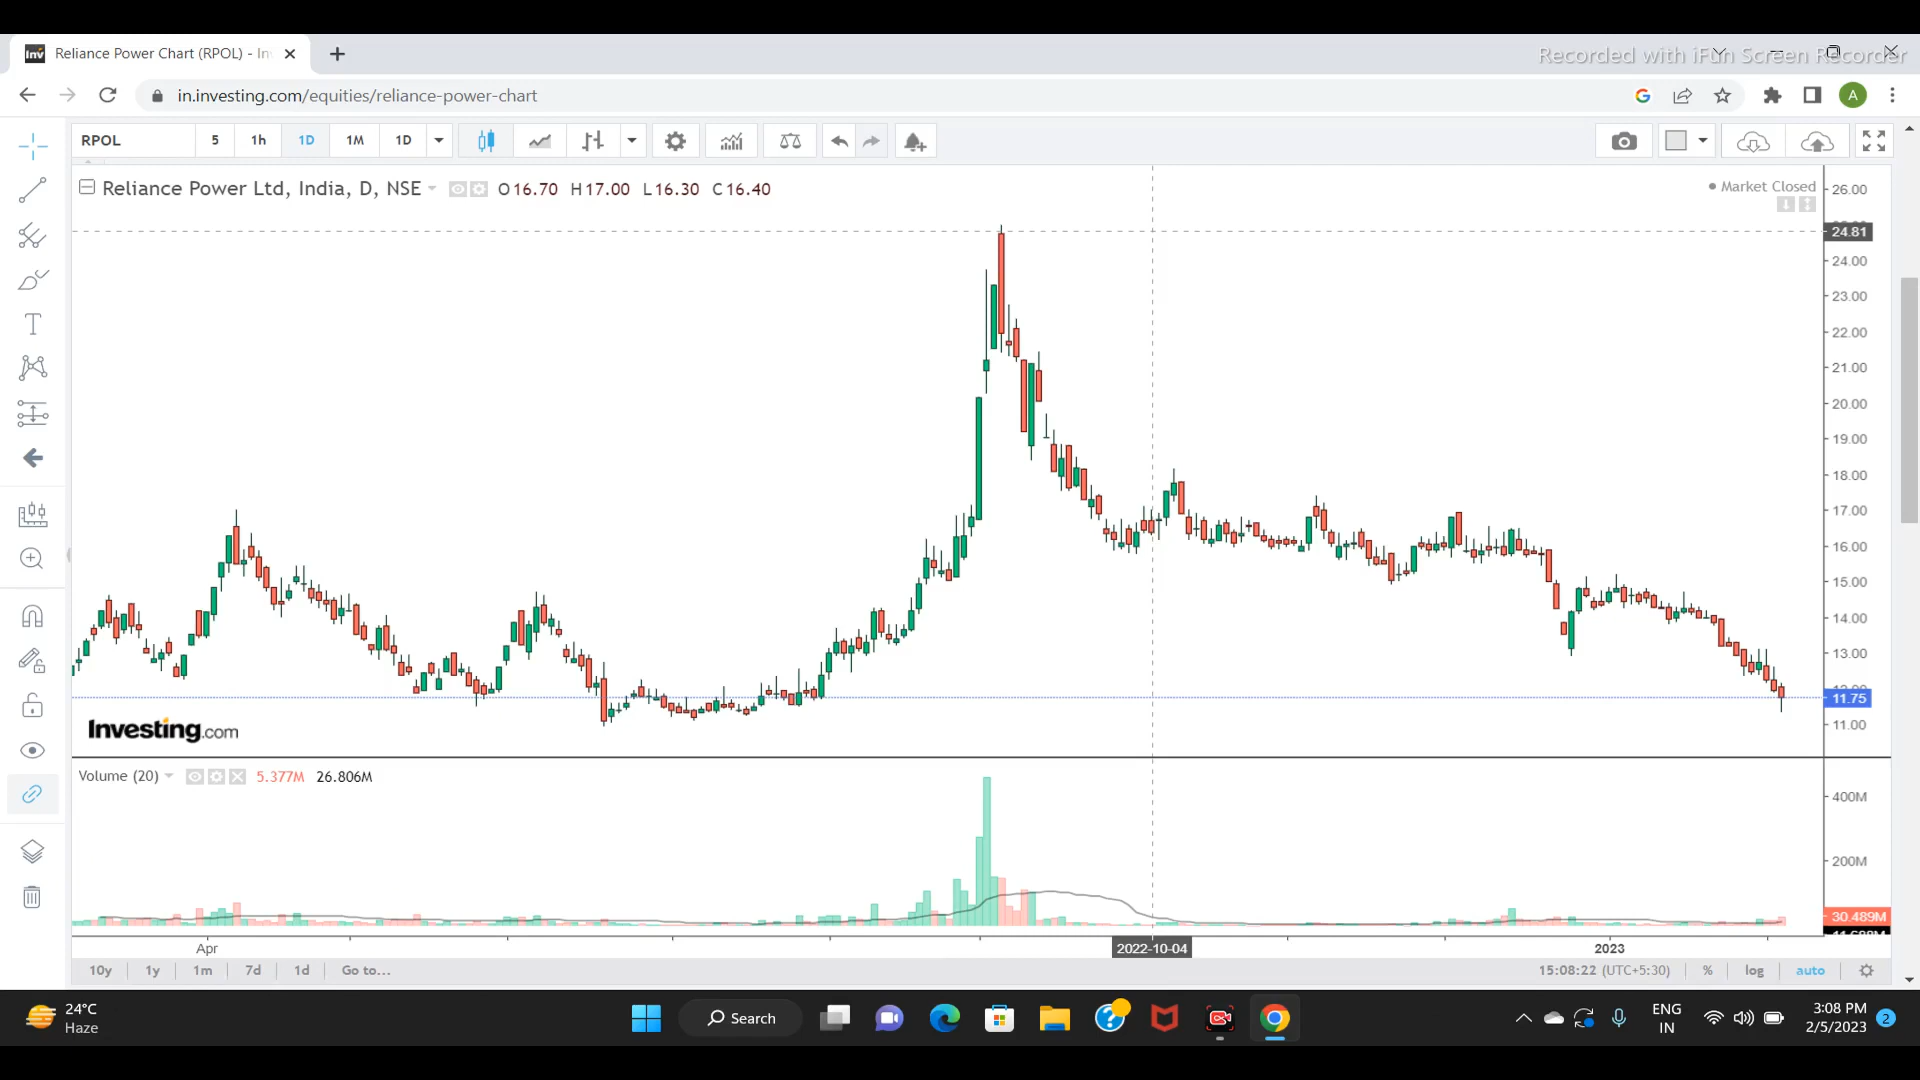 Reliance Power Chart (RPOL) - In
Recorded with iFun Screen Recorder
in.investing.com/equities/reliance-power-chart
A
RPOL 5 1h 1D 1M 1D
Reliance Power Ltd, India, D, NSE O16.70 H17.00 L16.30 C16.40
Market Closed
26.00
24.81
24.00
23.00
22.00
21.00
20.00
19.00
18.00
17.00
16.00
15.00
14.00
13.00
11.75
11.00
Investing.com
Volume (20) 5.377M 26.806M
400M
200M
30.489M
Apr 2022-10-04 2023
10y 1y 1m 7d 1d Go to... 15:08:22 (UTC+5:30) % log auto
24°C
Haze
Search
ENG
IN
3:08 PM
2/5/2023
2